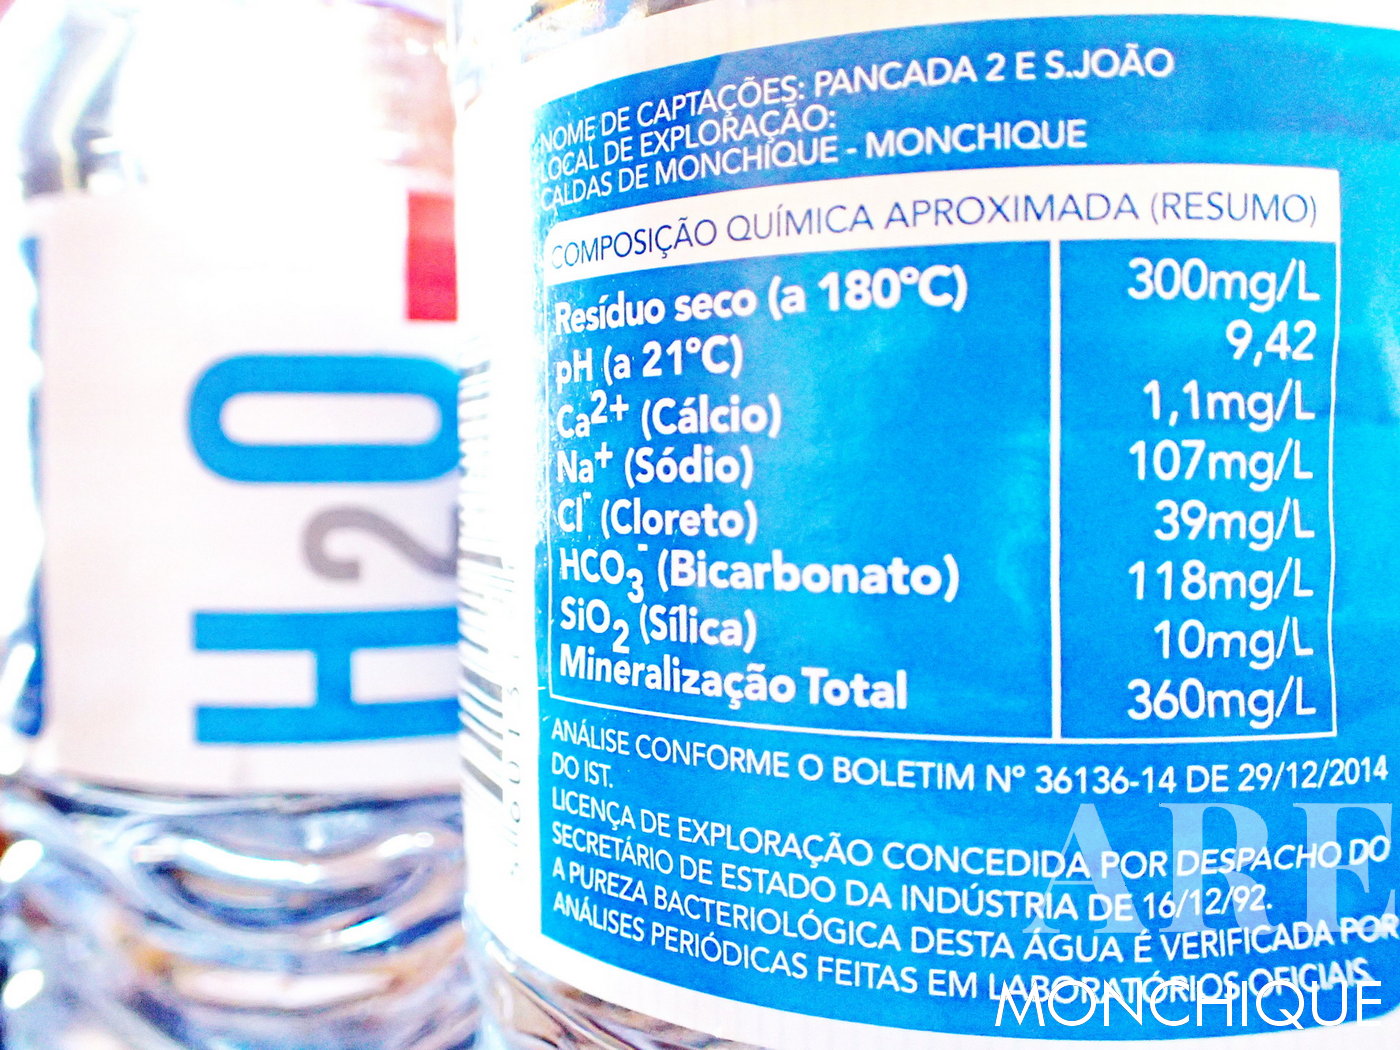 H2O
NOME DE CAPTAÇÕES: PANCADA 2 E S.JOÃO
LOCAL DE EXPLORAÇÃO:
CALDAS DE MONCHIQUE - MONCHIQUE
COMPOSIÇÃO QUÍMICA APROXIMADA (RESUMO)
Resíduo seco (a 180ºC) 300mg/L
pH (a 21ºC) 9,42
Ca²⁺ (Cálcio) 1,1mg/L
Na⁺ (Sódio) 107mg/L
Cl⁻ (Cloreto) 39mg/L
HCO₃⁻ (Bicarbonato) 118mg/L
SiO₂ (Sílica) 10mg/L
Mineralização Total 360mg/L
ANÁLISE CONFORME O BOLETIM Nº 36136-14 DE 29/12/2014
DO IST.
LICENÇA DE EXPLORAÇÃO CONCEDIDA POR DESPACHO DO
SECRETÁRIO DE ESTADO DA INDÚSTRIA DE 16/12/92.
A PUREZA BACTERIOLÓGICA DESTA ÁGUA É VERIFICADA POR
ANÁLISES PERIÓDICAS FEITAS EM LABORATÓRIOS OFICIAIS.
ARE
MONCHIQUE